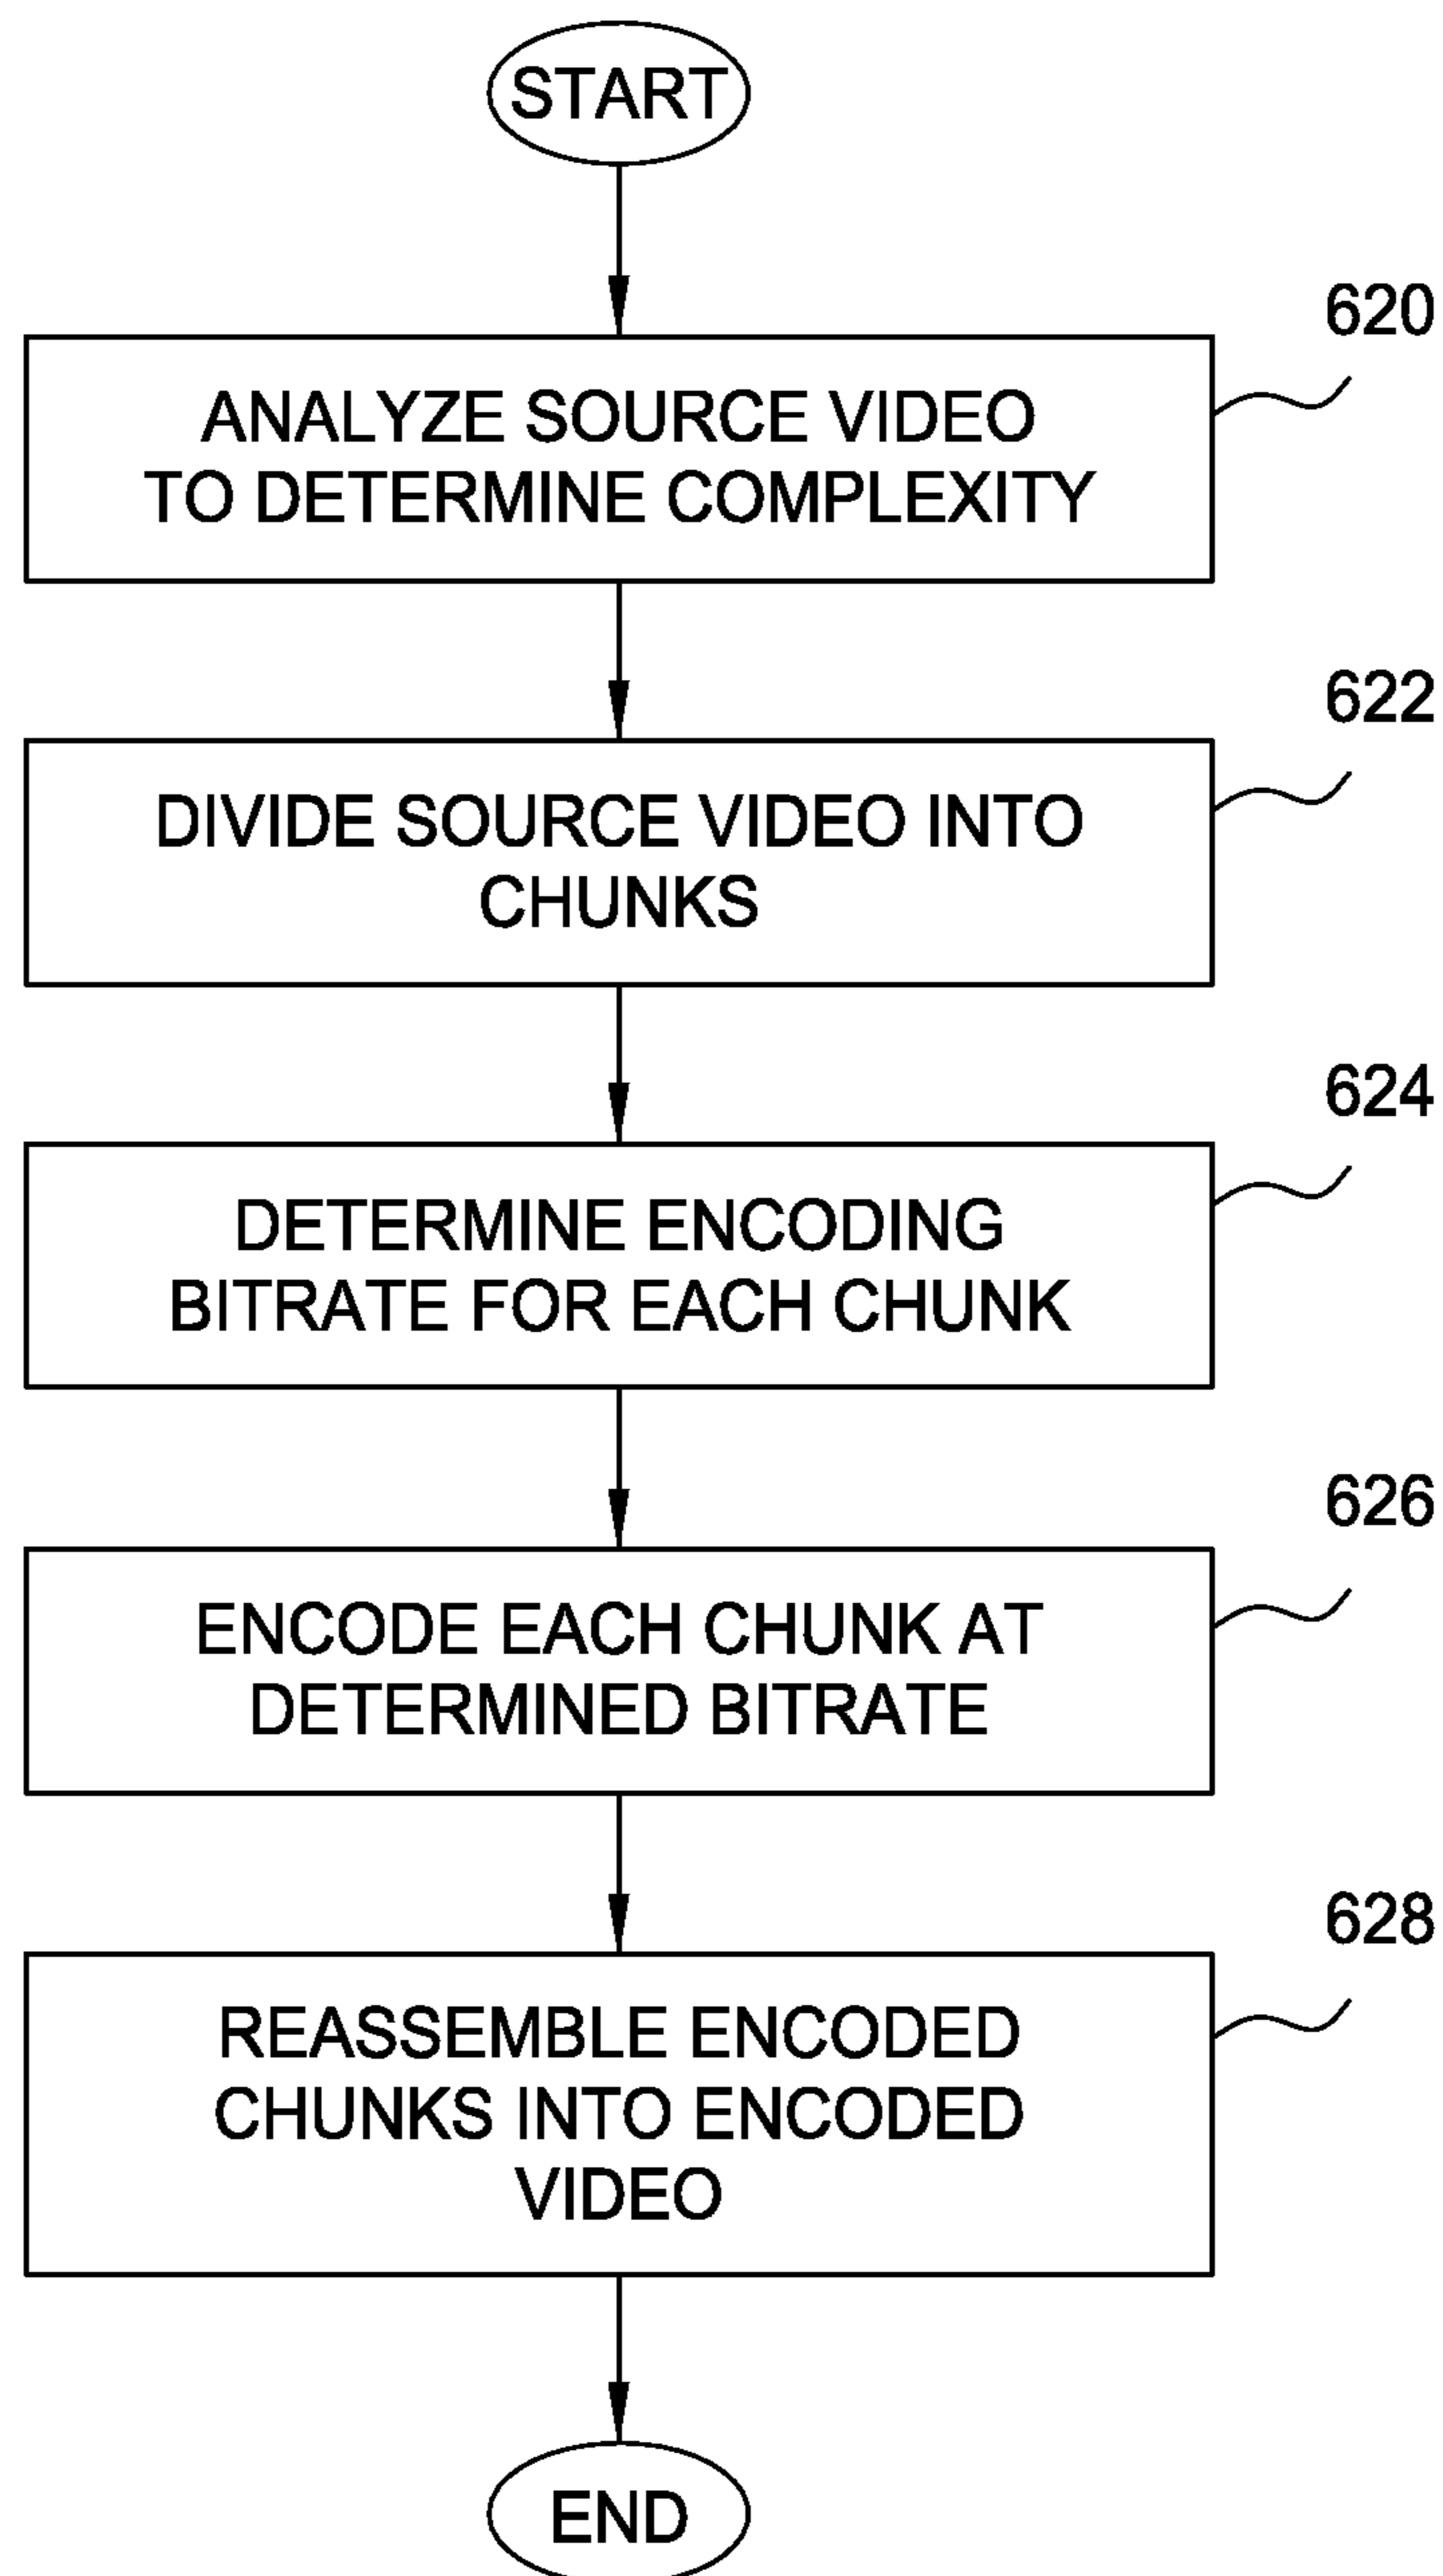 START
620
ANALYZE SOURCE VIDEO
TO DETERMINE COMPLEXITY
622
DIVIDE SOURCE VIDEO INTO
CHUNKS
624
DETERMINE ENCODING
BITRATE FOR EACH CHUNK
626
ENCODE EACH CHUNK AT
DETERMINED BITRATE
628
REASSEMBLE ENCODED
CHUNKS INTO ENCODED
VIDEO
END